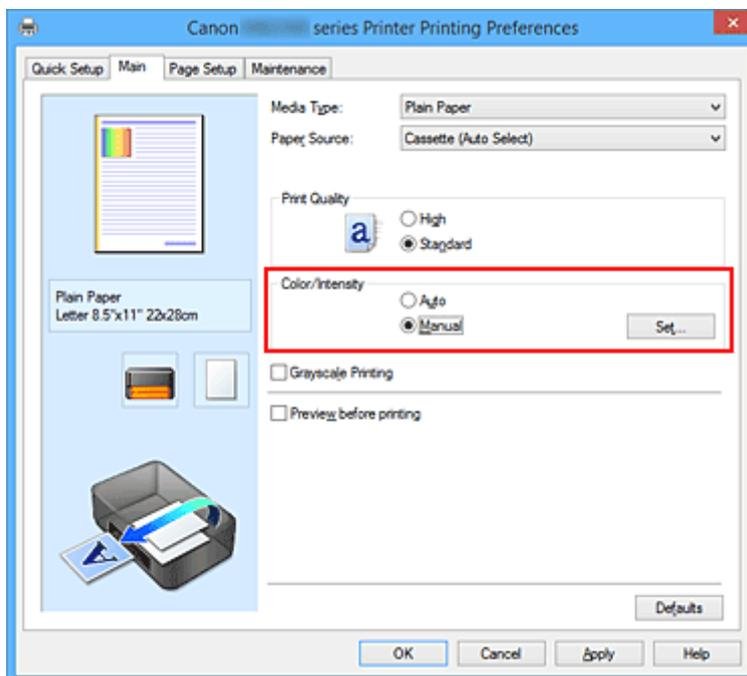 Canon series Printer Printing Preferences
Quick Setup Main Page Setup Maintenance
Media Type: Plain Paper
Paper Source: Cassette (Auto Select)
Print Quality
a
High
Standard
Color/Intensity
Auto
Manual
Set...
Plain Paper
Letter 8.5"x11" 22x28cm
Grayscale Printing
Preview before printing
A
Defaults
OK Cancel Apply Help